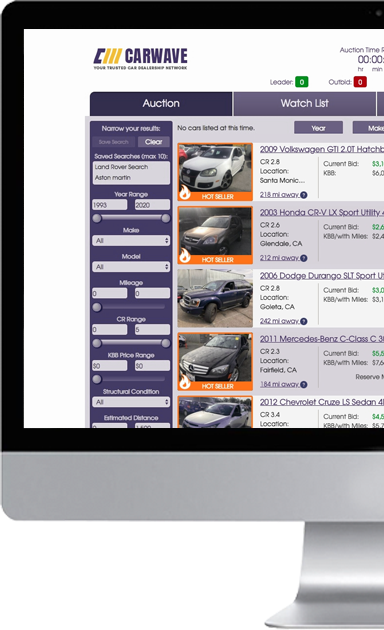 CARWAVE
YOUR TRUSTED CAR DEALERSHIP NETWORK
Auction Time R
00:00:
hr min
Leader: 0 Outbid: 0
Auction
Watch List
Narrow your results:
Save Search Clear
Saved Searches (max 10):
Land Rover Search
Aston martin
Year Range
1993 2020
Make
All
Model
All
Mileage
0 0
CR Range
0 5
KBB Price Range
$0 $0
Structural Condition
All
Estimated Distance
No cars listed at this time.
Year
Make
2009 Volkswagen GTI 2.0T Hatchb
CR 2.8
Location:
Santa Monic...
218 mi away ?
Current Bid: $3,1
KBB: $6,0
HOT SELLER
2003 Honda CR-V LX Sport Utility 4
CR 2.6
Location:
Glendale, CA
212 mi away ?
Current Bid: $2,6
KBB/with Miles: $2,4
HOT SELLER
2006 Dodge Durango SLT Sport Ut
CR 2.8
Location:
Goleta, CA
242 mi away ?
Current Bid: $3,0
KBB/with Miles: $3,1
2011 Mercedes-Benz C-Class C 30
CR 2.3
Location:
Fairfield, CA
184 mi away ?
Current Bid: $5,5
KBB/with Miles: $7,6
Reserve N
HOT SELLER
2012 Chevrolet Cruze LS Sedan 4D
CR 3.4
Location:
Current Bid: $4,5
KBB/with Miles: $5,7